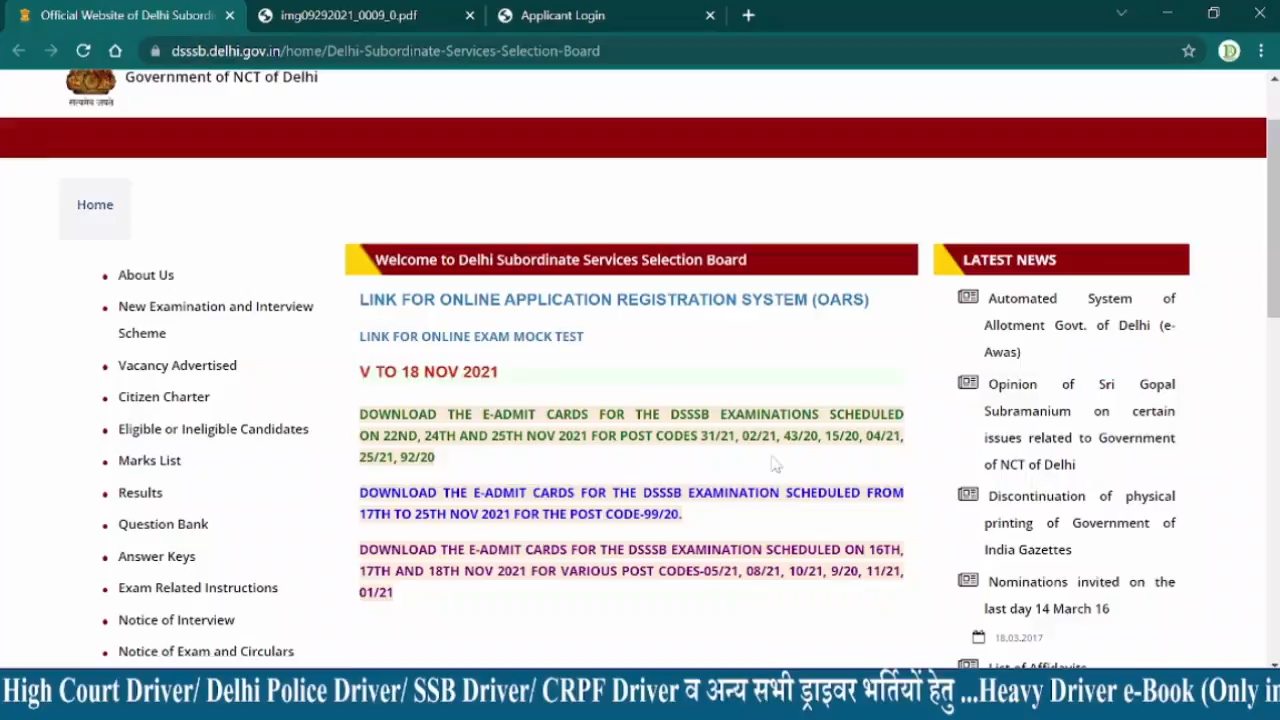 Official Website of Delhi Subordi
img09292021_0009_0.pdf
Applicant Login
dsssb.delhi.gov.in/home/Delhi-Subordinate-Services-Selection-Board
Government of NCT of Delhi
सत्यमेव जयते
Home
About Us
New Examination and Interview
Scheme
Vacancy Advertised
Citizen Charter
Eligible or Ineligible Candidates
Marks List
Results
Question Bank
Answer Keys
Exam Related Instructions
Notice of Interview
Notice of Exam and Circulars
Welcome to Delhi Subordinate Services Selection Board
LINK FOR ONLINE APPLICATION REGISTRATION SYSTEM (OARS)
LINK FOR ONLINE EXAM MOCK TEST
V TO 18 NOV 2021
DOWNLOAD THE E-ADMIT CARDS FOR THE DSSSB EXAMINATIONS SCHEDULED
ON 22ND, 24TH AND 25TH NOV 2021 FOR POST CODES 31/21, 02/21, 43/20, 15/20, 04/21,
25/21, 92/20
DOWNLOAD THE E-ADMIT CARDS FOR THE DSSSB EXAMINATION SCHEDULED FROM
17TH TO 25TH NOV 2021 FOR THE POST CODE-99/20.
DOWNLOAD THE E-ADMIT CARDS FOR THE DSSSB EXAMINATION SCHEDULED ON 16TH,
17TH AND 18TH NOV 2021 FOR VARIOUS POST CODES-05/21, 08/21, 10/21, 9/20, 11/21,
01/21
LATEST NEWS
Automated System of
Allotment Govt. of Delhi (e-
Awas)
Opinion of Sri Gopal
Subramanium on certain
issues related to Government
of NCT of Delhi
Discontinuation of physical
printing of Government of
India Gazettes
Nominations invited on the
last day 14 March 16
18.03.2017
List of Affidavits
High Court Driver/ Delhi Police Driver/ SSB Driver/ CRPF Driver व अन्य सभी ड्राइवर भर्तियों हेतु ...Heavy Driver e-Book (Only in